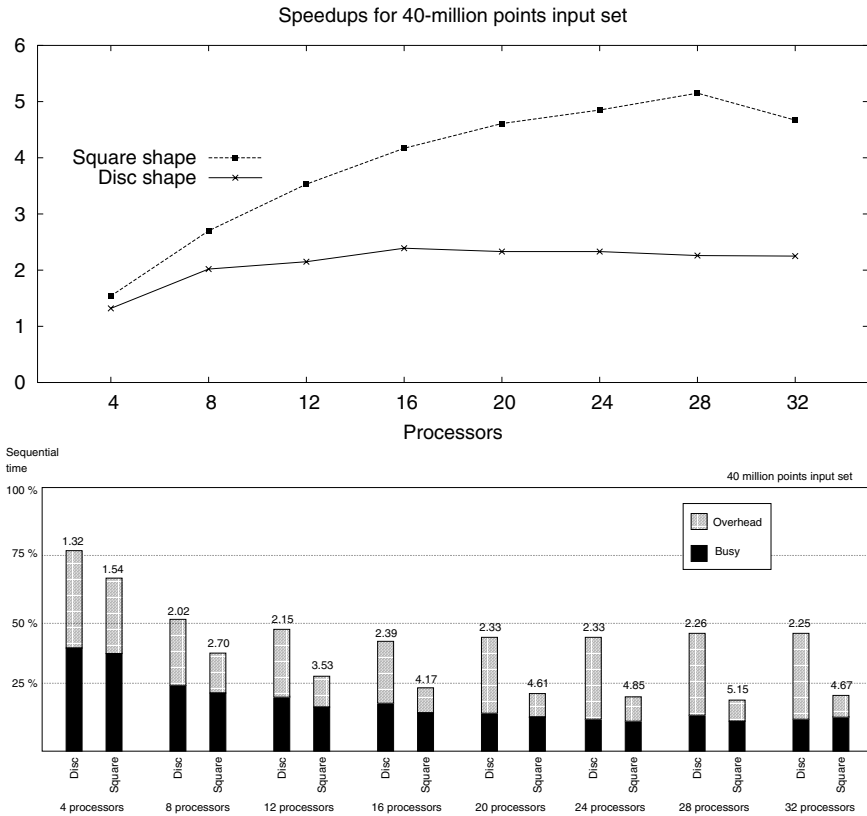 Speedups for 40-million points input set
6
5
4
3
2
1
0
Square shape
Disc shape
4 8 12 16 20 24 28 32
Processors
Sequential
time
40 million points input set
100 %
75 %
50 %
25 %
Overhead
Busy
1.32 1.54 2.02 2.70 2.15 3.53 2.39 4.17 2.33 4.61 2.33 4.85 2.26 5.15 2.25 4.67
Disc Square Disc Square Disc Square Disc Square Disc Square Disc Square Disc Square Disc Square
4 processors 8 processors 12 processors 16 processors 20 processors 24 processors 28 processors 32 processors